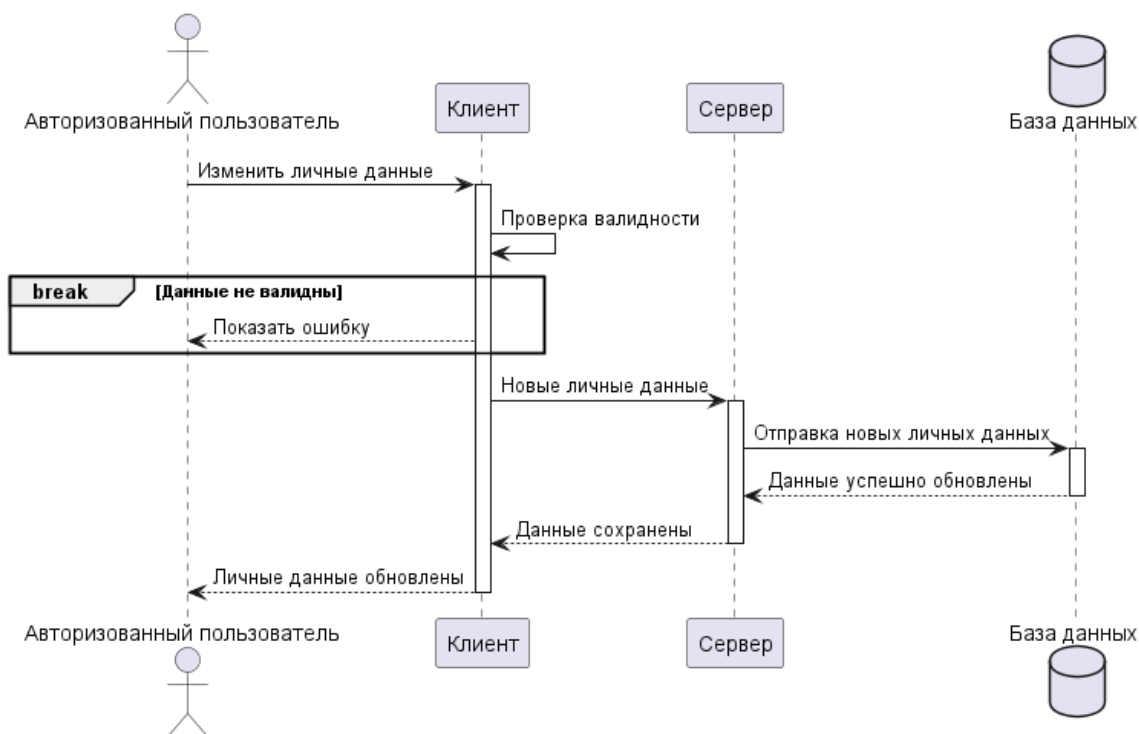 Авторизованный пользователь
Клиент
Сервер
База данных
Изменить личные данные
Проверка валидности
break
[Данные не валидны]
Показать ошибку
Новые личные данные
Отправка новых личных данных
Данные успешно обновлены
Данные сохранены
Личные данные обновлены
Авторизованный пользователь
Клиент
Сервер
База данных